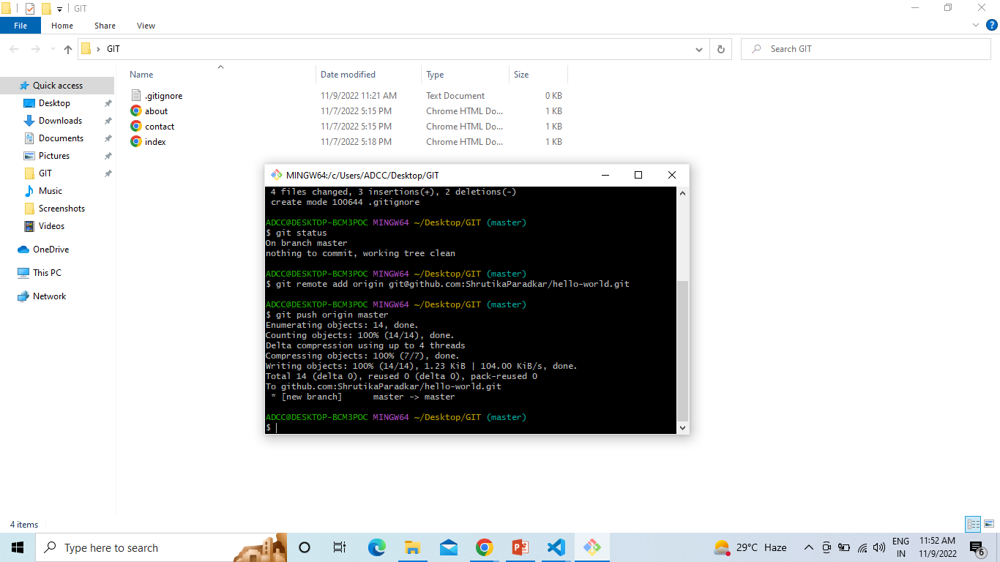 GIT
File Home Share View
GIT
Search GIT
Name Date modified Type Size
.gitignore 11/9/2022 11:21 AM Text Document 0 KB
about 11/7/2022 5:15 PM Chrome HTML Do... 1 KB
contact 11/7/2022 5:15 PM Chrome HTML Do... 1 KB
index 11/7/2022 5:18 PM Chrome HTML Do... 1 KB
Quick access
Desktop
Downloads
Documents
Pictures
GIT
Music
Screenshots
Videos
OneDrive
This PC
Network
MINGW64:/c/Users/ADCC/Desktop/GIT
4 files changed, 3 insertions(+), 2 deletions(-)
create mode 100644 .gitignore
ADCC@DESKTOP-BCM3POC MINGW64 ~/Desktop/GIT (master)
$ git status
On branch master
nothing to commit, working tree clean
ADCC@DESKTOP-BCM3POC MINGW64 ~/Desktop/GIT (master)
$ git remote add origin git@github.com:ShrutikaParadkar/hello-world.git
ADCC@DESKTOP-BCM3POC MINGW64 ~/Desktop/GIT (master)
$ git push origin master
Enumerating objects: 14, done.
Counting objects: 100% (14/14), done.
Delta compression using up to 4 threads
Compressing objects: 100% (7/7), done.
Writing objects: 100% (14/14), 1.23 KiB | 104.00 KiB/s, done.
Total 14 (delta 0), reused 0 (delta 0), pack-reused 0
To github.com:ShrutikaParadkar/hello-world.git
* [new branch]      master -> master
ADCC@DESKTOP-BCM3POC MINGW64 ~/Desktop/GIT (master)
$
4 items
Type here to search
29°C Haze
ENG
IN
11:52 AM
11/9/2022
6